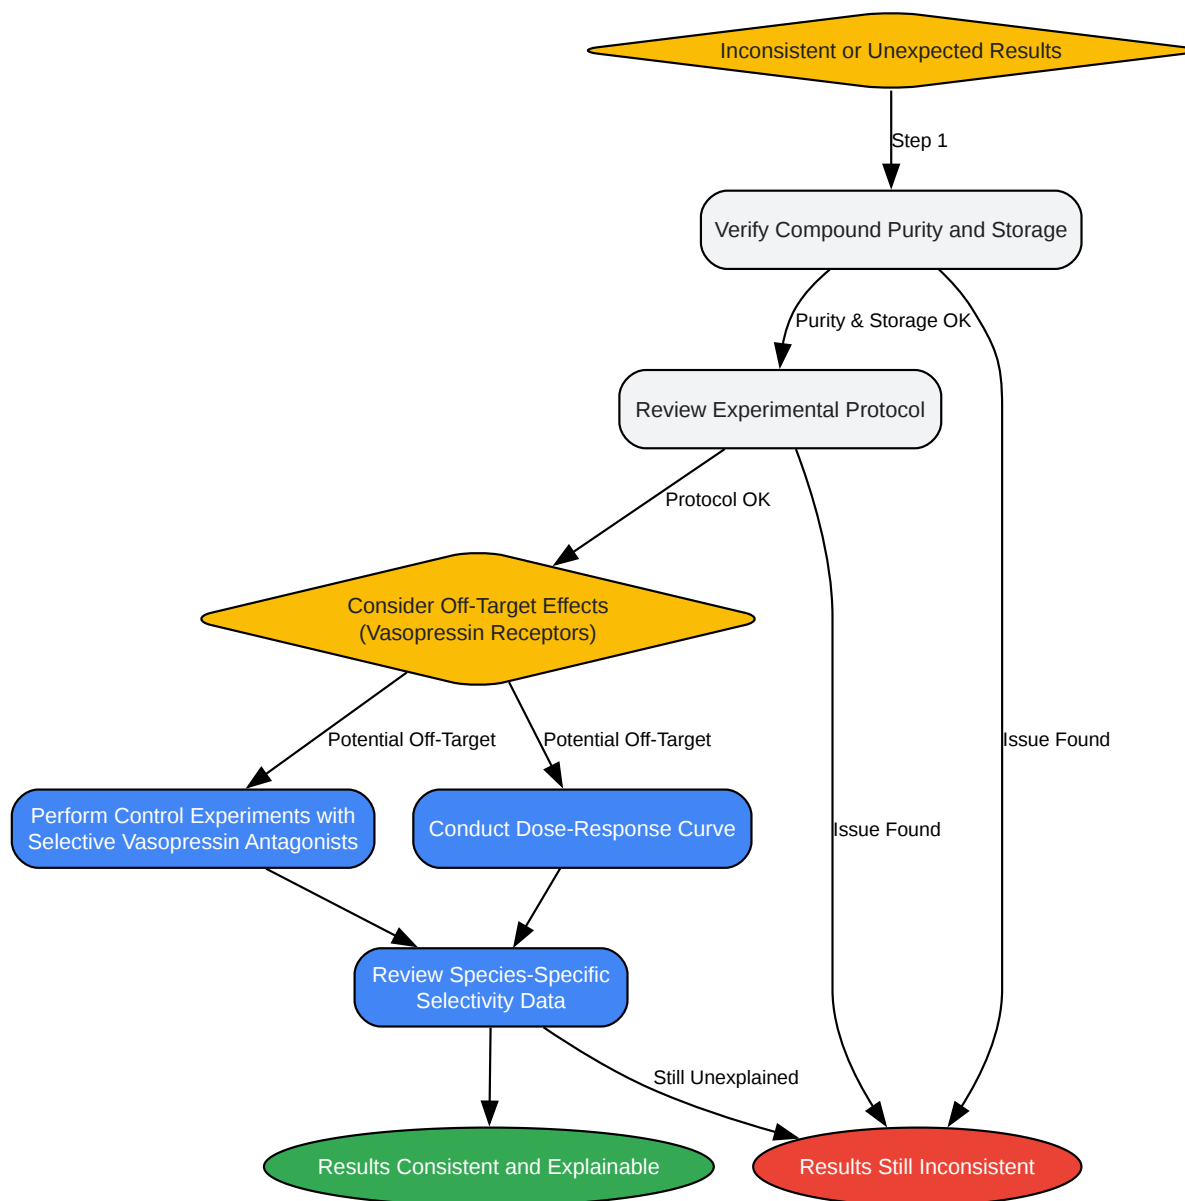 Inconsistent or Unexpected Results
Step 1
Verify Compound Purity and Storage
Purity & Storage OK
Review Experimental Protocol
Protocol OK
Consider Off-Target Effects
(Vasopressin Receptors)
Potential Off-Target
Potential Off-Target
Issue Found
Perform Control Experiments with
Selective Vasopressin Antagonists
Conduct Dose-Response Curve
Issue Found
Review Species-Specific
Selectivity Data
Still Unexplained
Results Consistent and Explainable
Results Still Inconsistent